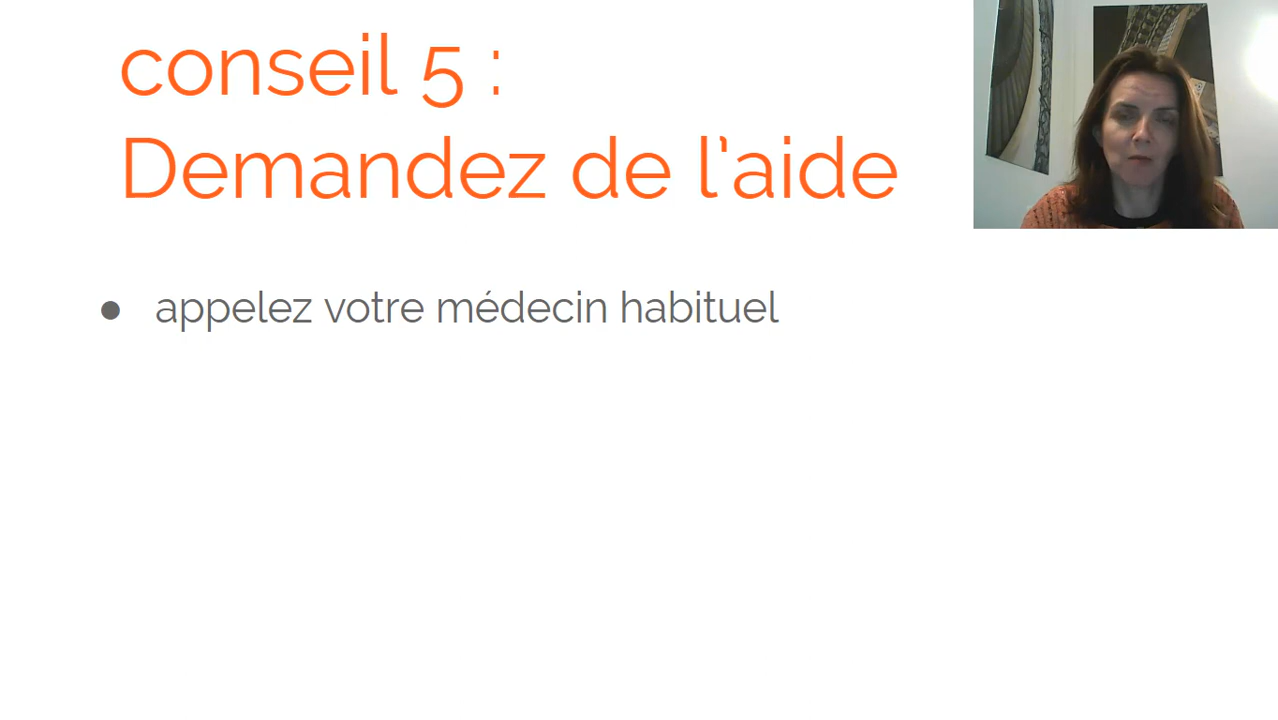 conseil 5 :
Demandez de l’aide
● appelez votre médecin habituel